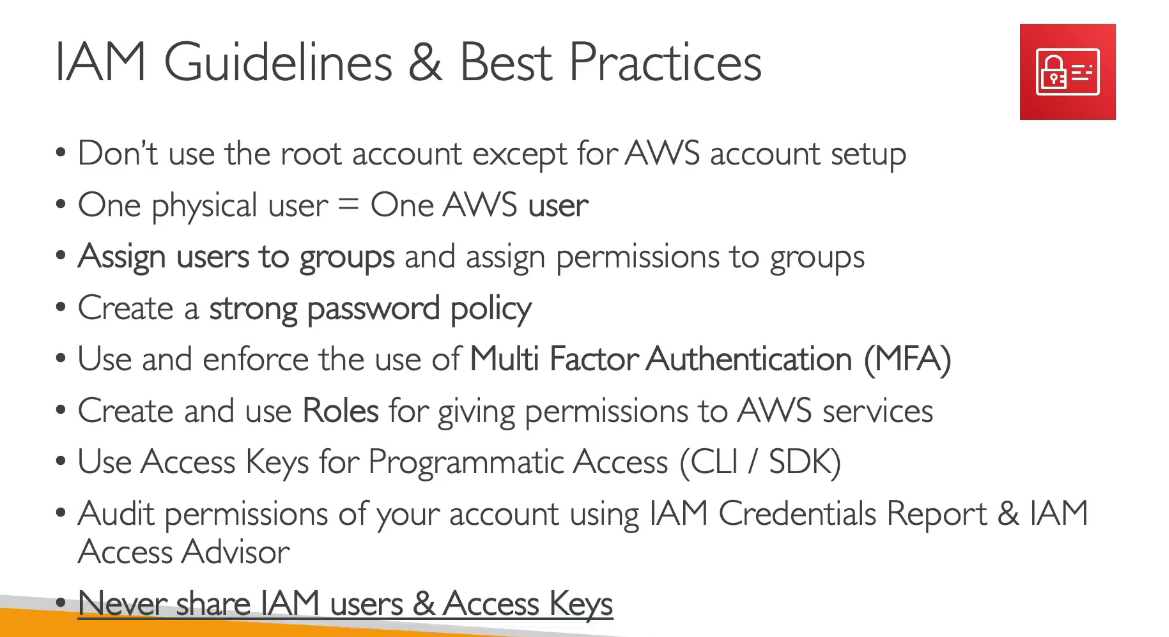 IAM Guidelines & Best Practices
• Don’t use the root account except for AWS account setup
• One physical user = One AWS user
• Assign users to groups and assign permissions to groups
• Create a strong password policy
• Use and enforce the use of Multi Factor Authentication (MFA)
• Create and use Roles for giving permissions to AWS services
• Use Access Keys for Programmatic Access (CLI / SDK)
• Audit permissions of your account using IAM Credentials Report & IAM
Access Advisor
• Never share IAM users & Access Keys